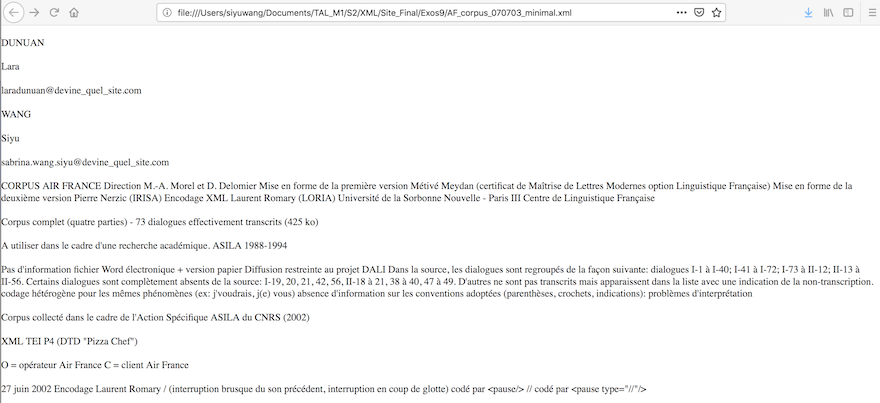 file:///Users/siyuwang/Documents/TAL_M1/S2/XML/Site_Final/Exos9/AF_corpus_070703_minimal.xml
DUNUAN
Lara
laradunuan@devine_quel_site.com
WANG
Siyu
sabrina.wang.siyu@devine_quel_site.com
CORPUS AIR FRANCE Direction M.-A. Morel et D. Delomier Mise en forme de la première version Métivé Meydan (certificat de Maîtrise de Lettres Modernes option Linguistique Française) Mise en forme de la
deuxième version Pierre Nerzic (IRISA) Encodage XML Laurent Romary (LORIA) Université de la Sorbonne Nouvelle - Paris III Centre de Linguistique Française
Corpus complet (quatre parties) - 73 dialogues effectivement transcrits (425 ko)
A utiliser dans le cadre d'une recherche académique. ASILA 1988-1994
Pas d'information fichier Word électronique + version papier Diffusion restreinte au projet DALI Dans la source, les dialogues sont regroupés de la façon suivante: dialogues I-1 à I-40; I-41 à I-72; I-73 à II-12; II-13 à
II-56. Certains dialogues sont complètement absents de la source: I-19, 20, 21, 42, 56, II-18 à 21, 38 à 40, 47 à 49. D'autres ne sont pas transcrits mais apparaissent dans la liste avec une indication de la non-transcription.
codage hétérogène pour les mêmes phénomènes (ex: j'voudrais, j(e) vous) absence d'information sur les conventions adoptées (parenthèses, crochets, indications): problèmes d'interprétation
Corpus collecté dans le cadre de l'Action Spécifique ASILA du CNRS (2002)
XML TEI P4 (DTD "Pizza Chef")
O = opérateur Air France C = client Air France
27 juin 2002 Encodage Laurent Romary / (interruption brusque du son précédent, interruption en coup de glotte) codé par <pause/> // codé par <pause type="//"/>